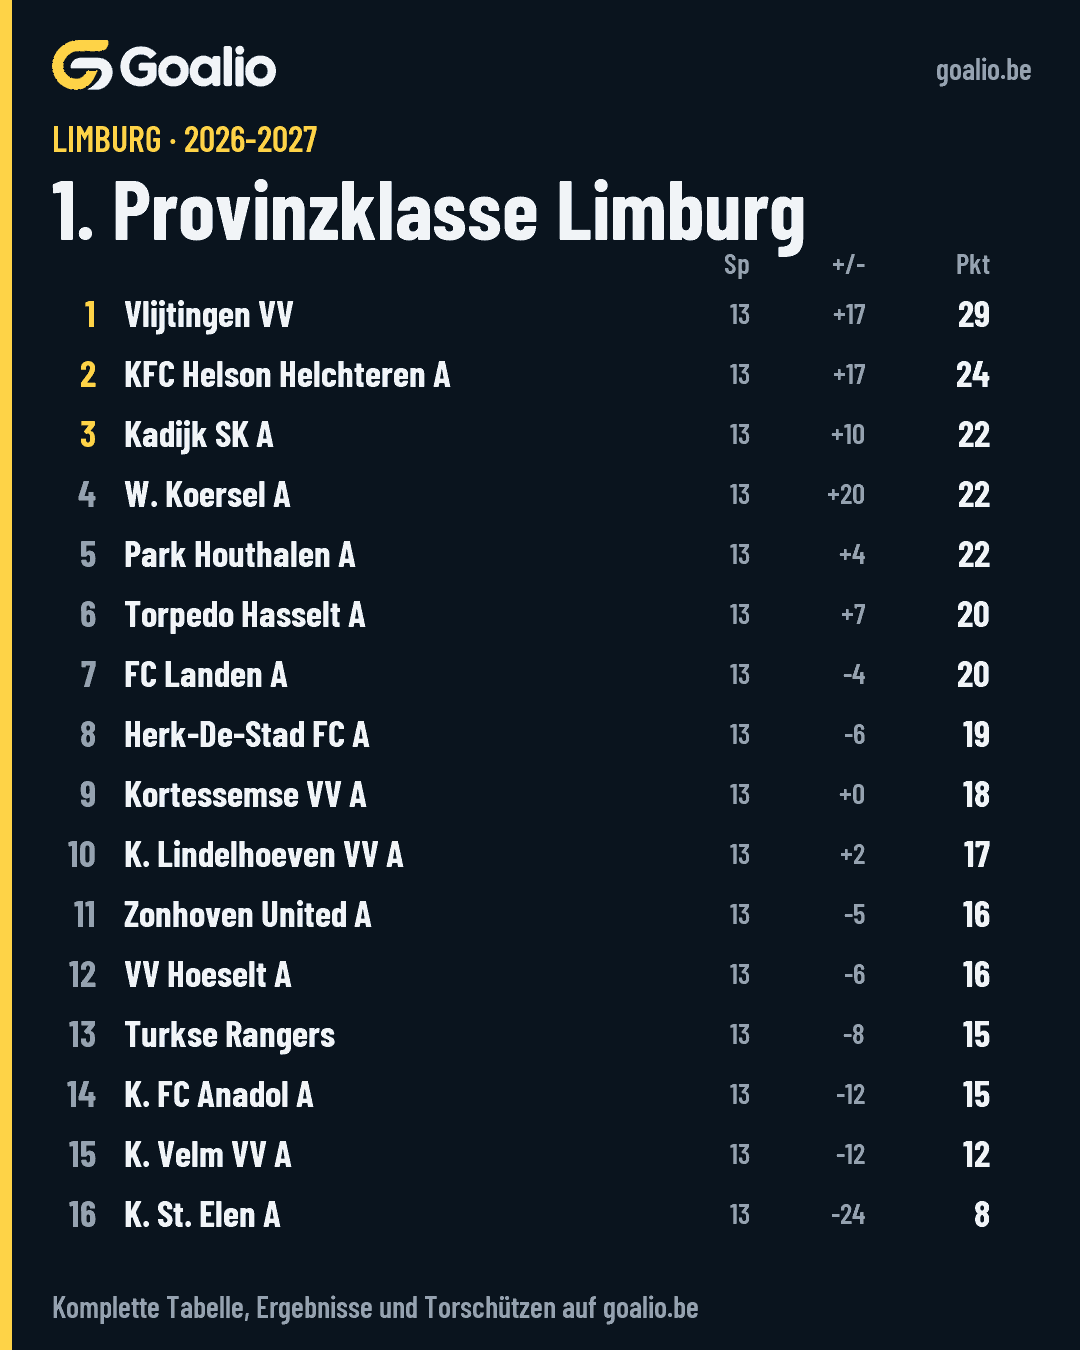 Goalio
goalio.be
LIMBURG · 2026-2027
1. Provinzklasse Limburg
Sp +/- Pkt
1 Vlijtingen VV 13 +17 29
2 KFC Helson Helchteren A 13 +17 24
3 Kadijk SK A 13 +10 22
4 W. Koersel A 13 +20 22
5 Park Houthalen A 13 +4 22
6 Torpedo Hasselt A 13 +7 20
7 FC Landen A 13 -4 20
8 Herk-De-Stad FC A 13 -6 19
9 Kortessemse VV A 13 +0 18
10 K. Lindelhoeven VV A 13 +2 17
11 Zonhoven United A 13 -5 16
12 VV Hoeselt A 13 -6 16
13 Turkse Rangers 13 -8 15
14 K. FC Anadol A 13 -12 15
15 K. Velm VV A 13 -12 12
16 K. St. Elen A 13 -24 8
Komplette Tabelle, Ergebnisse und Torschützen auf goalio.be